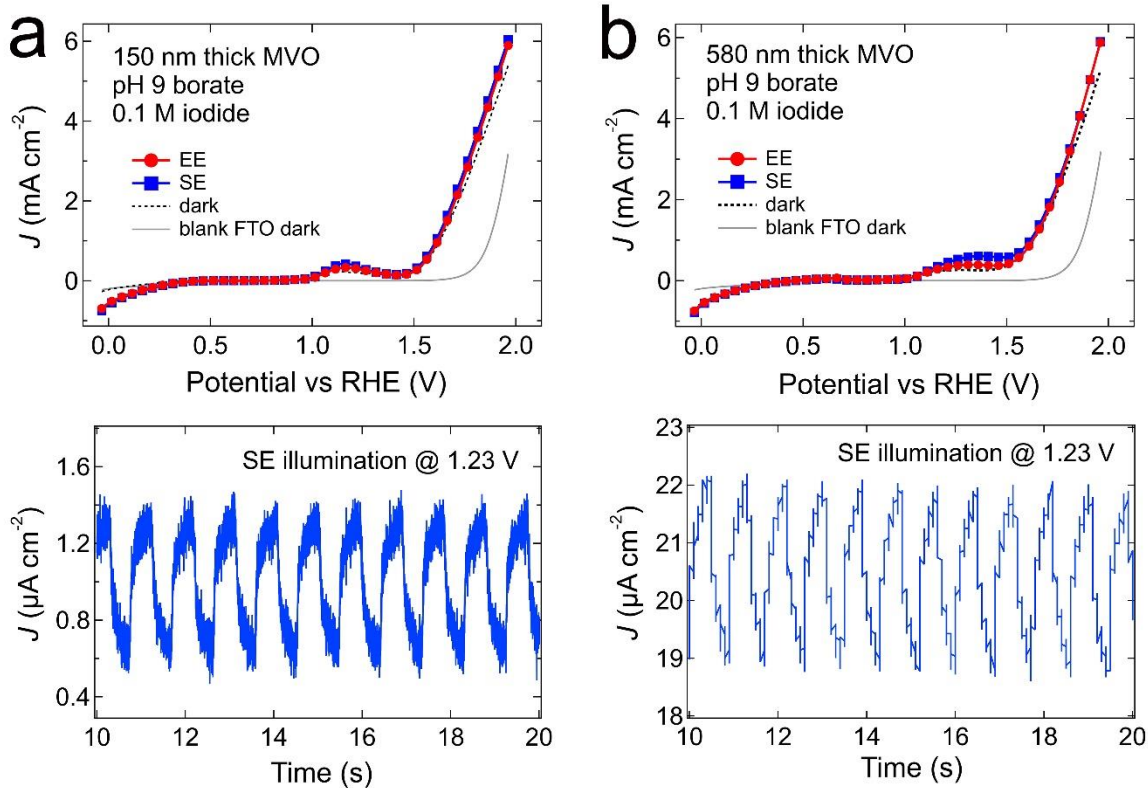 a
150 nm thick MVO
pH 9 borate
0.1 M iodide
EE
SE
dark
blank FTO dark
J (mA cm-2)
6
4
2
0
0.0 0.5 1.0 1.5 2.0
Potential vs RHE (V)
b
580 nm thick MVO
pH 9 borate
0.1 M iodide
EE
SE
dark
blank FTO dark
J (mA cm-2)
6
4
2
0
0.0 0.5 1.0 1.5 2.0
Potential vs RHE (V)
SE illumination @ 1.23 V
J (µA cm-2)
1.6
1.2
0.8
0.4
10 12 14 16 18 20
Time (s)
SE illumination @ 1.23 V
J (µA cm-2)
23
22
21
20
19
18
10 12 14 16 18 20
Time (s)